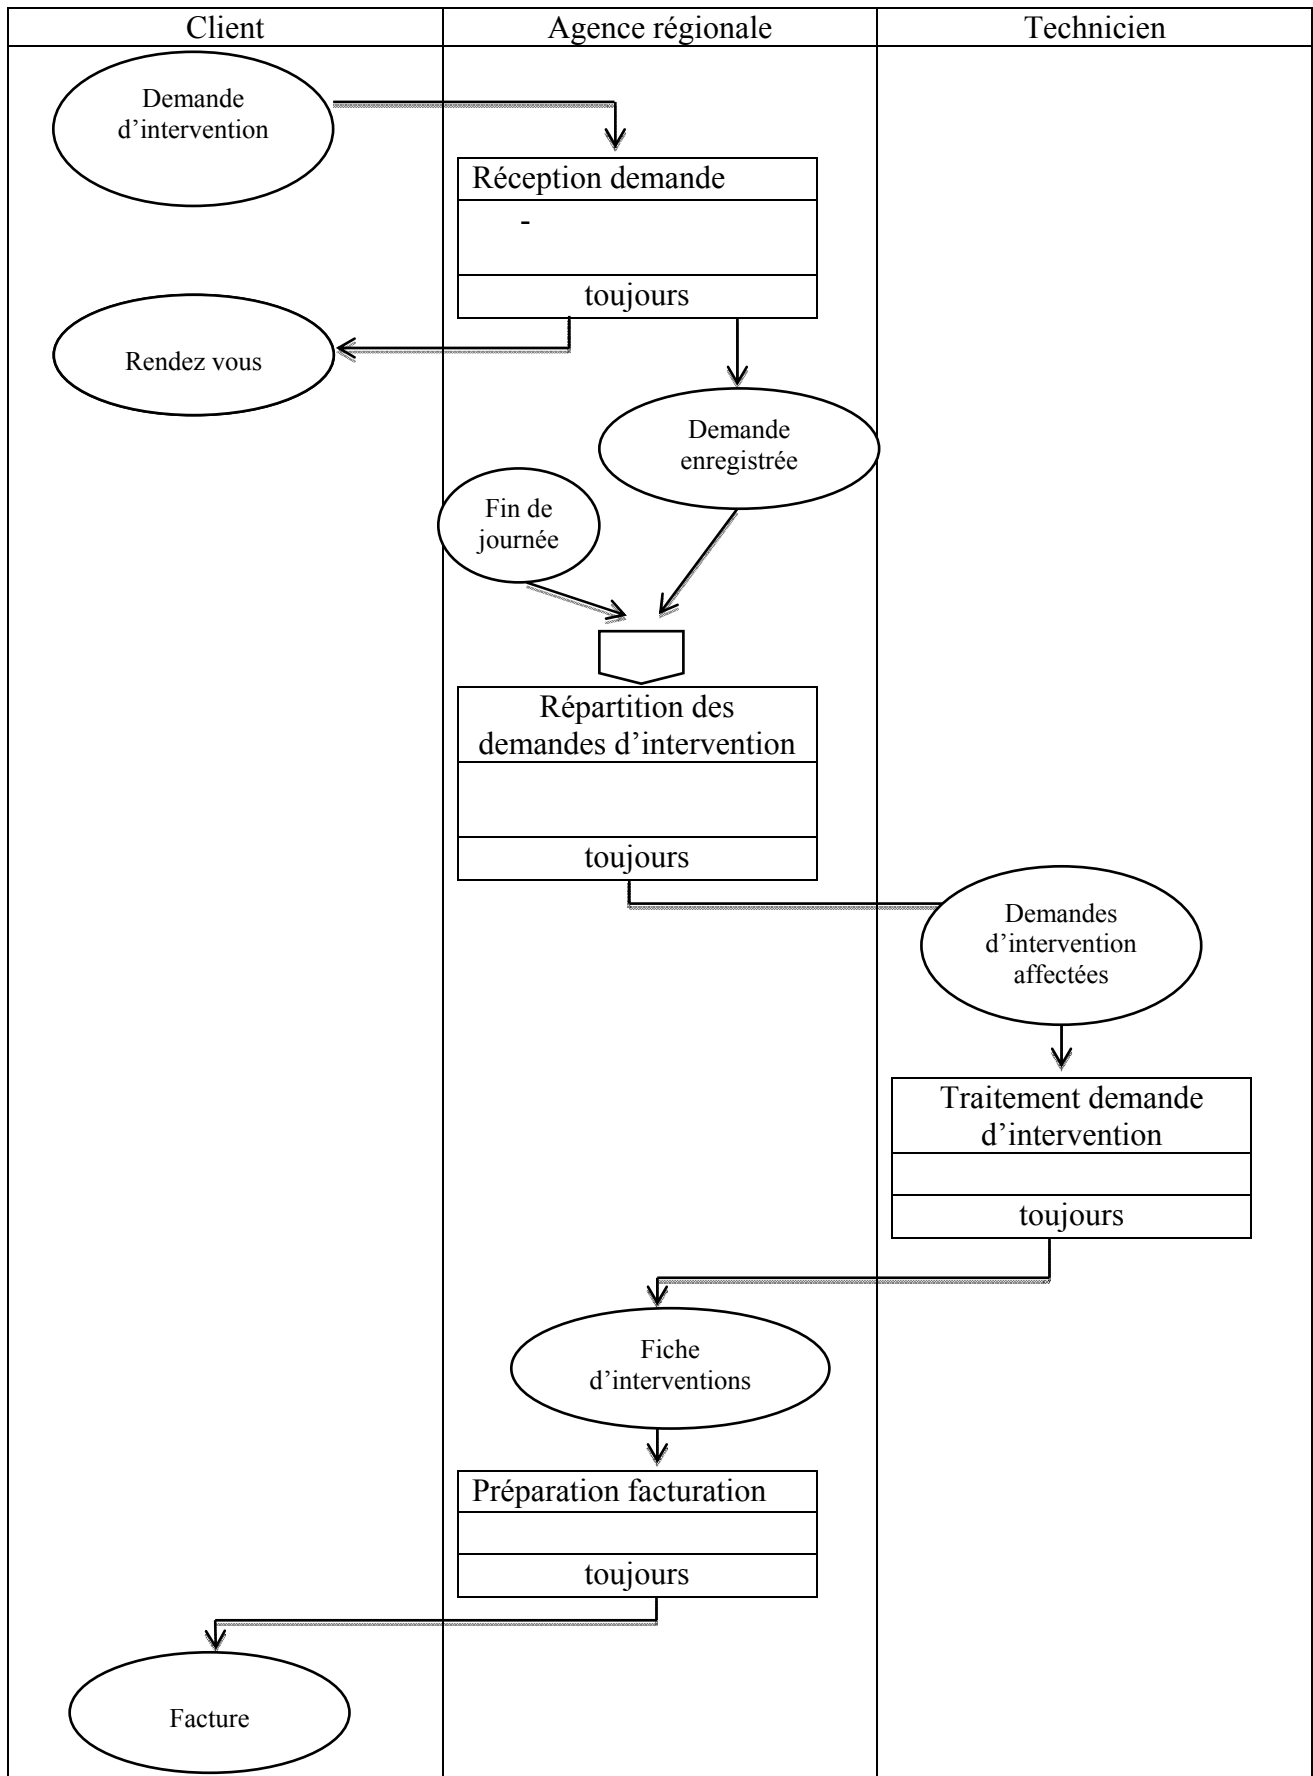 Client
Agence régionale
Technicien
Demande
d’intervention
Réception demande
-
toujours
Rendez vous
Demande
enregistrée
Fin de
journée
Répartition des
demandes d’intervention
toujours
Demandes
d’intervention
affectées
Traitement demande
d’intervention
toujours
Fiche
d’interventions
Préparation facturation
toujours
Facture